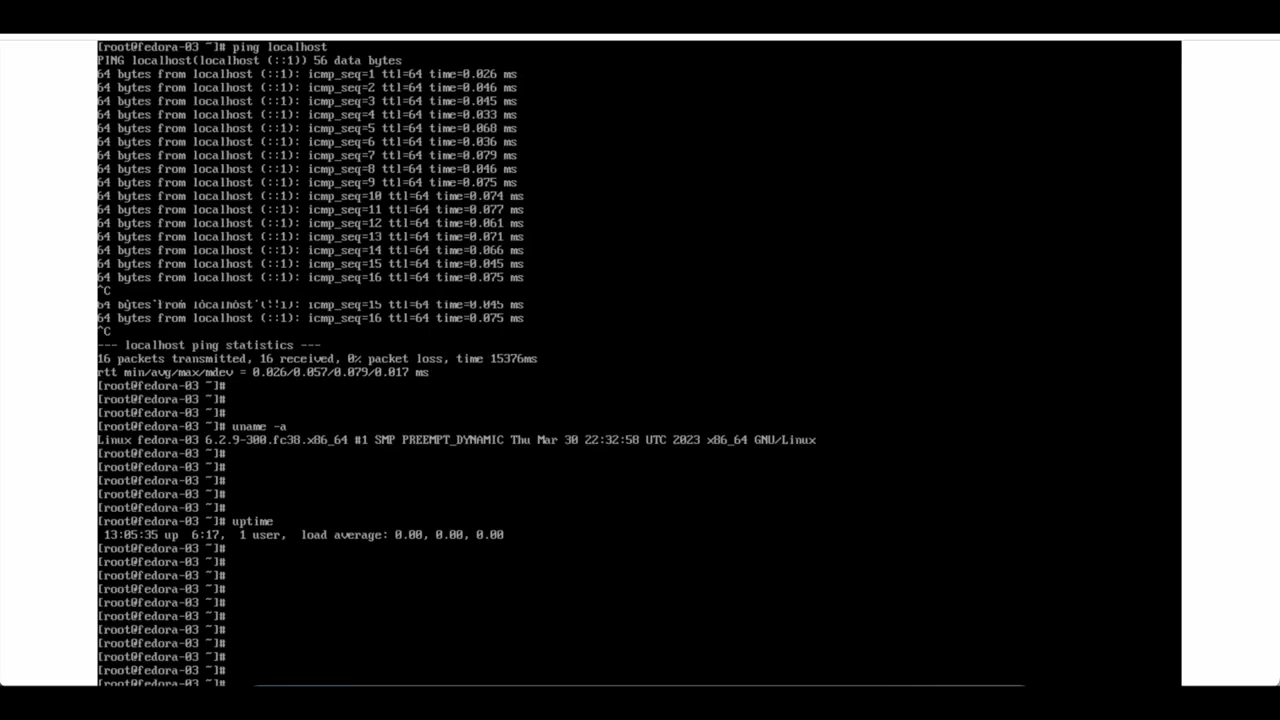 [root@fedora-03 ~]# ping localhost
PING localhost(localhost (::1)) 56 data bytes
64 bytes from localhost (::1): icmp_seq=1 ttl=64 time=0.026 ms
64 bytes from localhost (::1): icmp_seq=2 ttl=64 time=0.046 ms
64 bytes from localhost (::1): icmp_seq=3 ttl=64 time=0.045 ms
64 bytes from localhost (::1): icmp_seq=4 ttl=64 time=0.033 ms
64 bytes from localhost (::1): icmp_seq=5 ttl=64 time=0.068 ms
64 bytes from localhost (::1): icmp_seq=6 ttl=64 time=0.036 ms
64 bytes from localhost (::1): icmp_seq=7 ttl=64 time=0.079 ms
64 bytes from localhost (::1): icmp_seq=8 ttl=64 time=0.046 ms
64 bytes from localhost (::1): icmp_seq=9 ttl=64 time=0.075 ms
64 bytes from localhost (::1): icmp_seq=10 ttl=64 time=0.074 ms
64 bytes from localhost (::1): icmp_seq=11 ttl=64 time=0.077 ms
64 bytes from localhost (::1): icmp_seq=12 ttl=64 time=0.061 ms
64 bytes from localhost (::1): icmp_seq=13 ttl=64 time=0.071 ms
64 bytes from localhost (::1): icmp_seq=14 ttl=64 time=0.066 ms
64 bytes from localhost (::1): icmp_seq=15 ttl=64 time=0.045 ms
64 bytes from localhost (::1): icmp_seq=16 ttl=64 time=0.075 ms
^C
64 bytes from localhost (::1): icmp_seq=15 ttl=64 time=0.045 ms
64 bytes from localhost (::1): icmp_seq=16 ttl=64 time=0.075 ms
^C
--- localhost ping statistics ---
16 packets transmitted, 16 received, 0% packet loss, time 15376ms
rtt min/avg/max/mdev = 0.026/0.057/0.079/0.017 ms
[root@fedora-03 ~]#
[root@fedora-03 ~]#
[root@fedora-03 ~]#
[root@fedora-03 ~]# uname -a
Linux fedora-03 6.2.9-300.fc38.x86_64 #1 SMP PREEMPT_DYNAMIC Thu Mar 30 22:32:58 UTC 2023 x86_64 GNU/Linux
[root@fedora-03 ~]#
[root@fedora-03 ~]#
[root@fedora-03 ~]#
[root@fedora-03 ~]#
[root@fedora-03 ~]#
[root@fedora-03 ~]# uptime
13:05:35 up  6:17,  1 user,  load average: 0.00, 0.00, 0.00
[root@fedora-03 ~]#
[root@fedora-03 ~]#
[root@fedora-03 ~]#
[root@fedora-03 ~]#
[root@fedora-03 ~]#
[root@fedora-03 ~]#
[root@fedora-03 ~]#
[root@fedora-03 ~]#
[root@fedora-03 ~]#
[root@fedora-03 ~]#
[root@fedora-03 ~]#